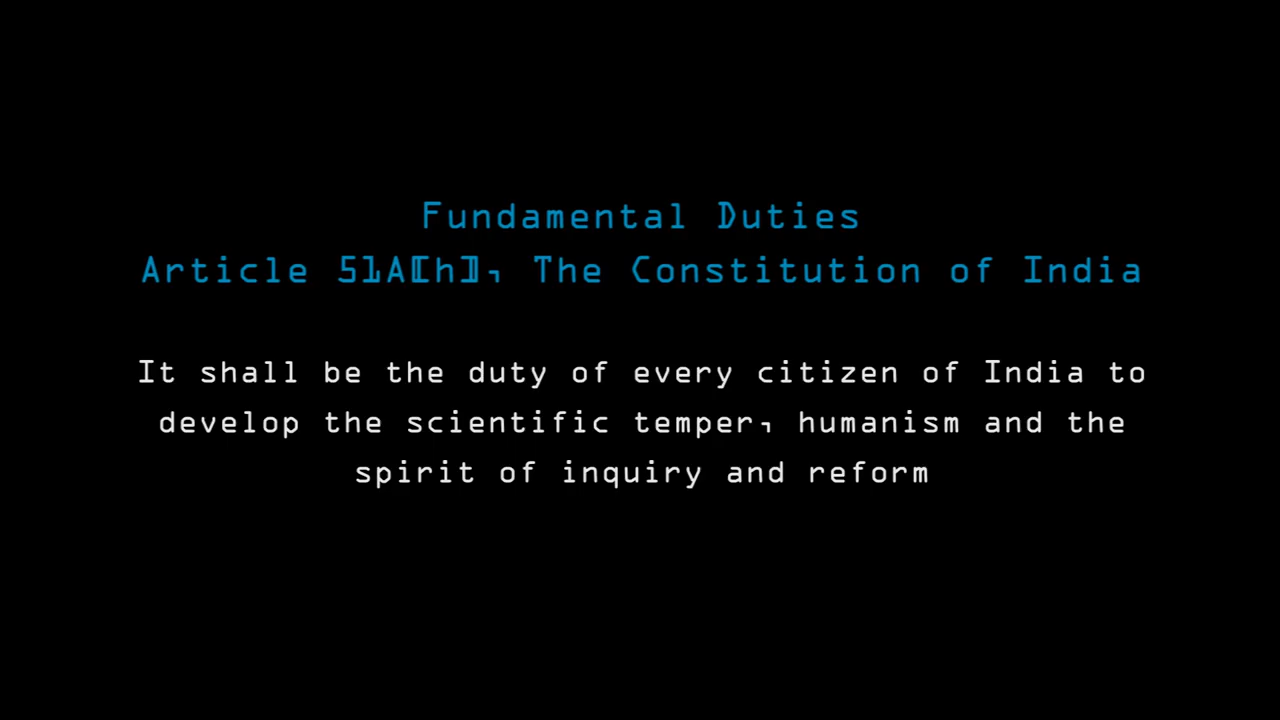 Fundamental Duties
Article 51A[h], The Constitution of India
It shall be the duty of every citizen of India to
develop the scientific temper, humanism and the
spirit of inquiry and reform